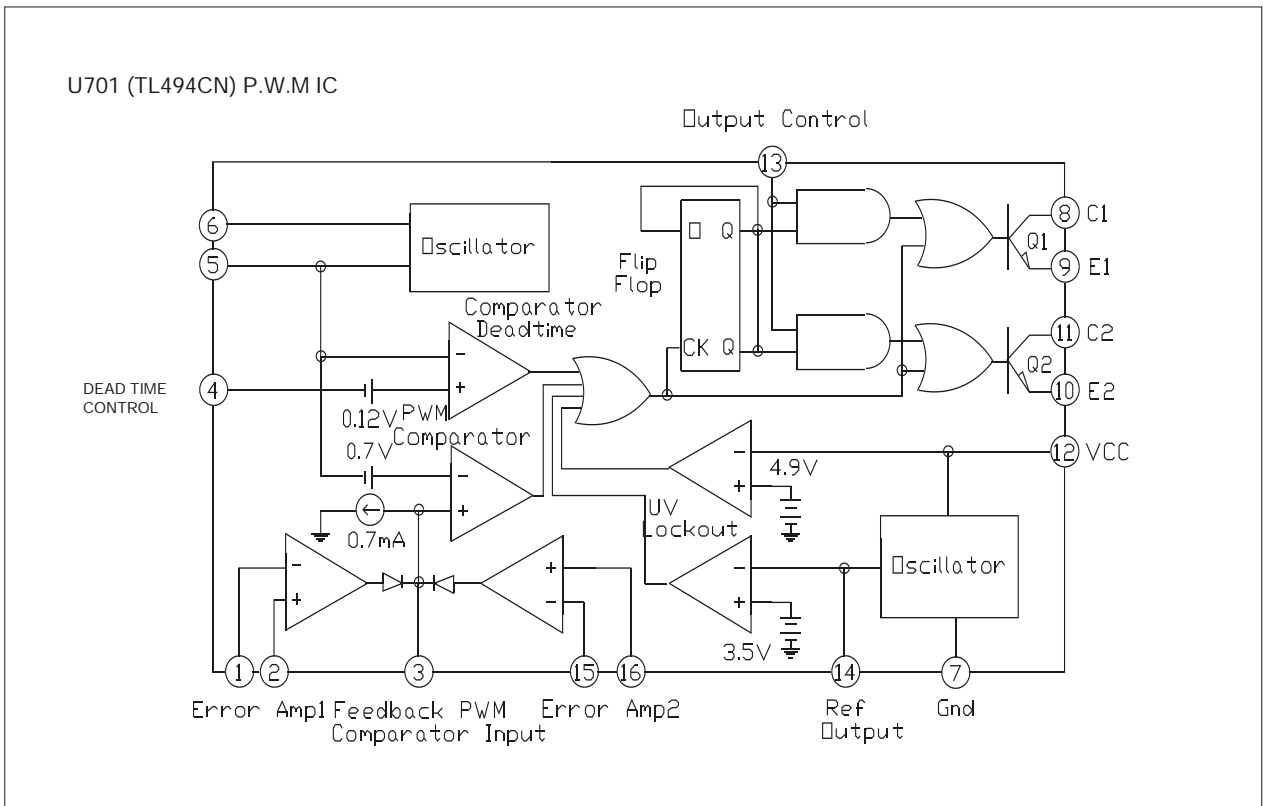 U701 (TL494CN) P.W.M IC
Output Control
13
6
Oscillator
5
D Q
Flip
Flop
CK Q
8 C1
Q1
9 E1
11 C2
Q2
10 E2
Comparator
Deadtime
-
+
DEAD TIME
CONTROL
4
0.12V
PWM
Comparator
0.7V
-
+
0.7mA
12 VCC
4.9V
-
+
UV
Lockout
-
+
3.5V
Oscillator
-
+
+
-
1
2
3
15
16
14
7
Error Amp1
Feedback PWM
Comparator Input
Error Amp2
Ref
Output
Gnd